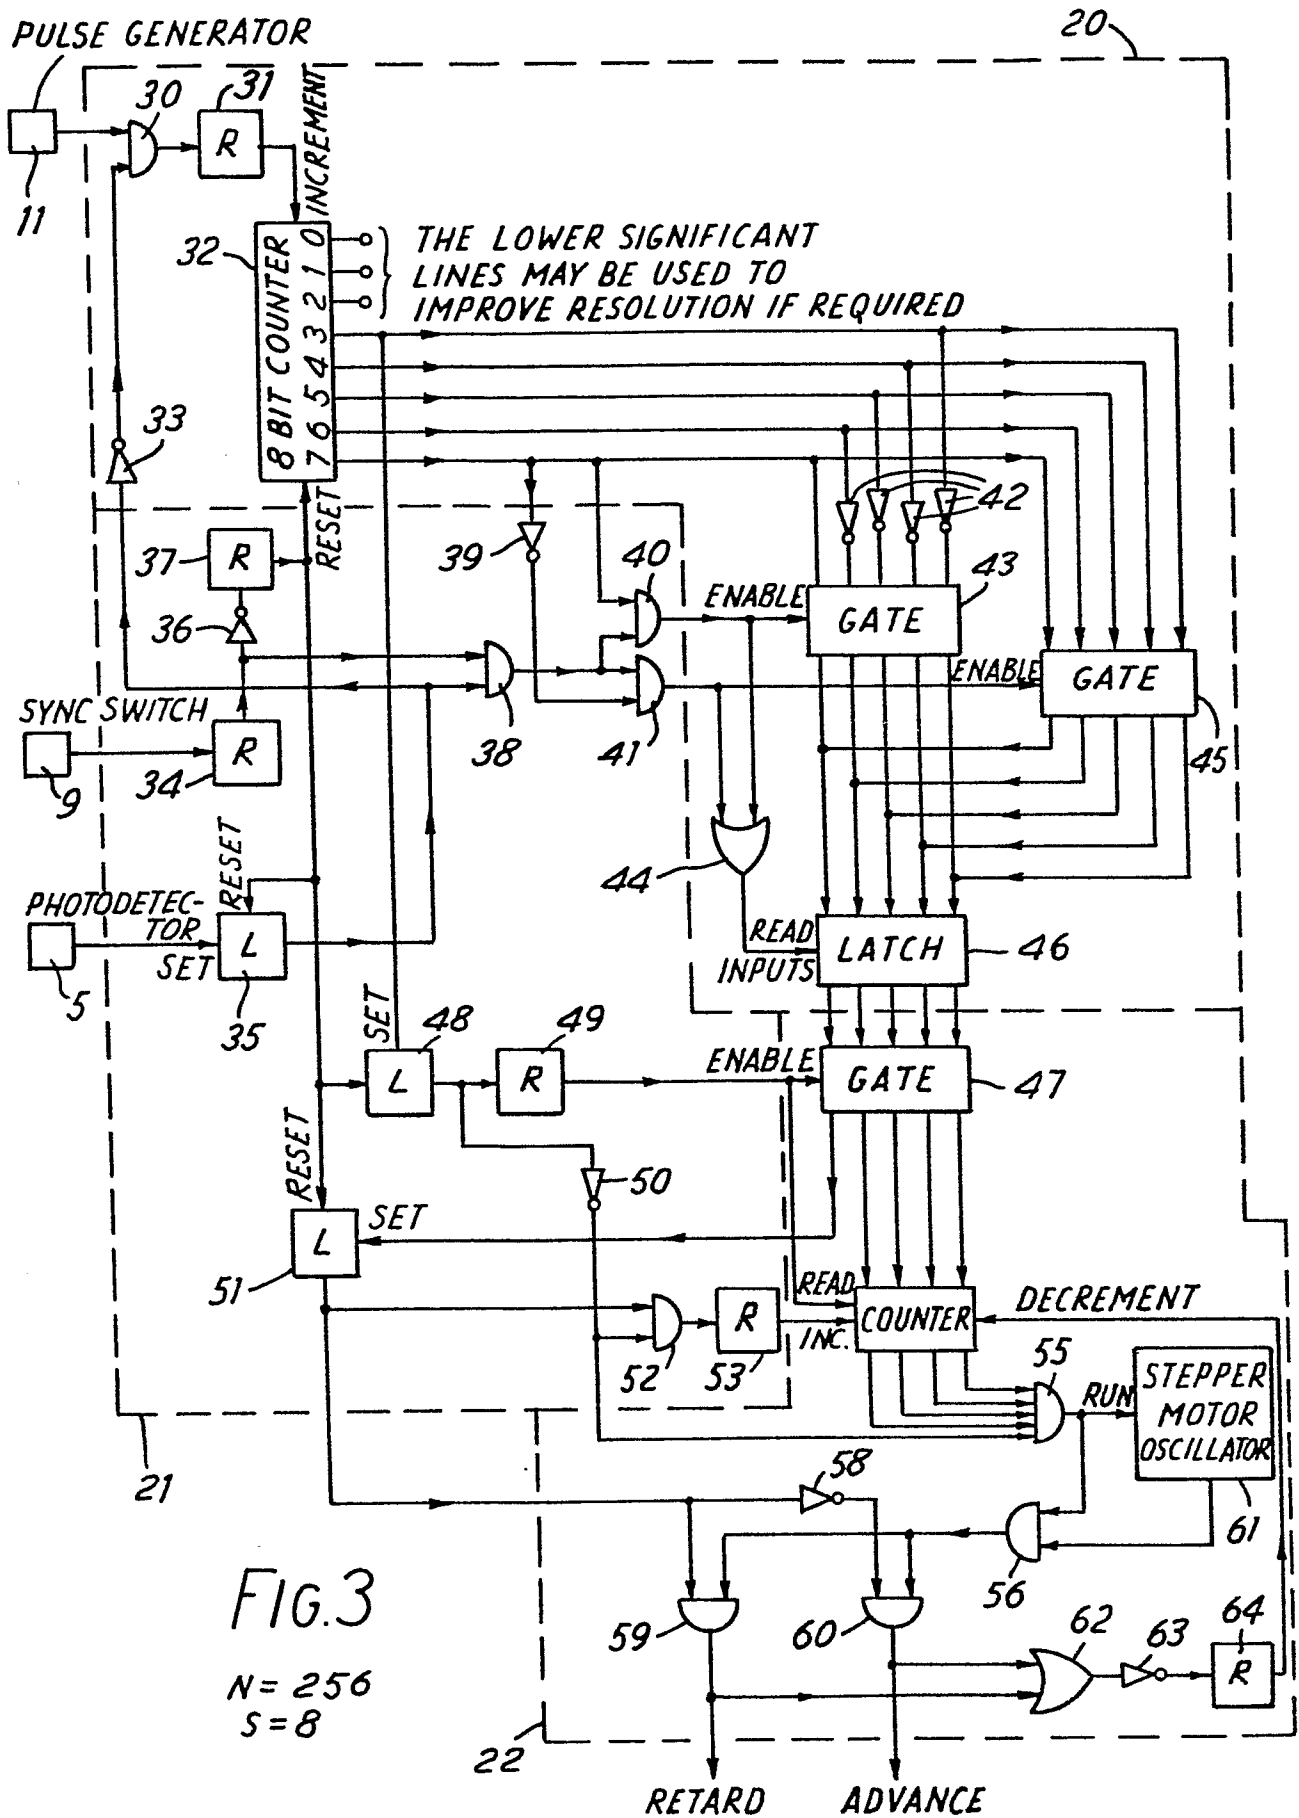 PULSE GENERATOR
20
30
31
INCREMENT
R
11
32
8 BIT COUNTER
0
1
2
3
4
5
6
7
THE LOWER SIGNIFICANT
LINES MAY BE USED TO
IMPROVE RESOLUTION IF REQUIRED
33
RESET
42
37
R
39
40
43
36
ENABLE
GATE
ENABLE
GATE
SYNC SWITCH
38
41
45
9
34
R
RESET
44
PHOTODETEC-
TOR
SET
L
READ
INPUTS
LATCH
46
5
35
SET
48
49
L
R
ENABLE
GATE
47
RESET
50
L
SET
51
READ
COUNTER
DECREMENT
R
INC.
52
53
55
RUN
STEPPER
MOTOR
OSCILLATOR
21
58
61
56
FIG.3
59
60
62
63
64
R
N = 256
S = 8
22
RETARD
ADVANCE